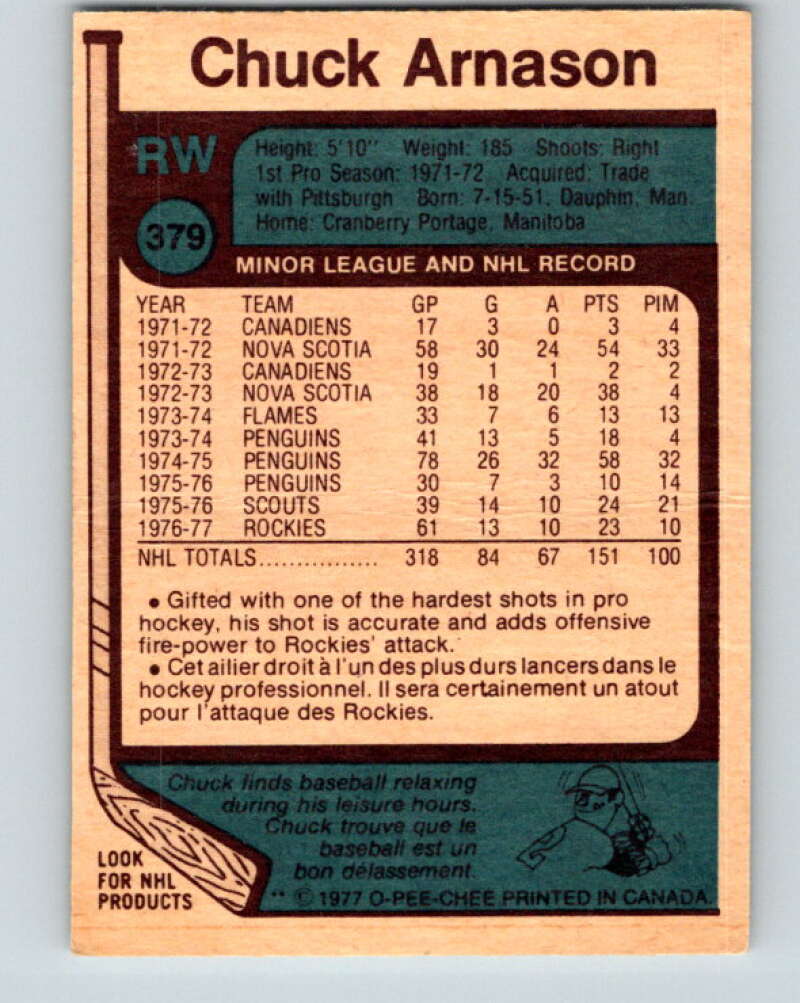 Chuck Arnason
RW
379
Height: 5'10'' Weight: 185 Shoots: Right
1st Pro Season: 1971-72 Acquired: Trade
with Pittsburgh Born: 7-15-51, Dauphin, Man.
Home: Cranberry Portage, Manitoba
MINOR LEAGUE AND NHL RECORD
YEAR TEAM GP G A PTS PIM
1971-72 CANADIENS 17 3 0 3 4
1971-72 NOVA SCOTIA 58 30 24 54 33
1972-73 CANADIENS 19 1 1 2 2
1972-73 NOVA SCOTIA 38 18 20 38 4
1973-74 FLAMES 33 7 6 13 13
1973-74 PENGUINS 41 13 5 18 4
1974-75 PENGUINS 78 26 32 58 32
1975-76 PENGUINS 30 7 3 10 14
1975-76 SCOUTS 39 14 10 24 21
1976-77 ROCKIES 61 13 10 23 10
NHL TOTALS................ 318 84 67 151 100
• Gifted with one of the hardest shots in pro
hockey, his shot is accurate and adds offensive
fire-power to Rockies' attack.
• Cet ailier droit à l'un des plus durs lancers dans le
hockey professionnel. Il sera certainement un atout
pour l'attaque des Rockies.
Chuck finds baseball relaxing
during his leisure hours.
Chuck trouve que le
baseball est un
bon délassement.
LOOK
FOR NHL
PRODUCTS
** © 1977 O-PEE-CHEE PRINTED IN CANADA.